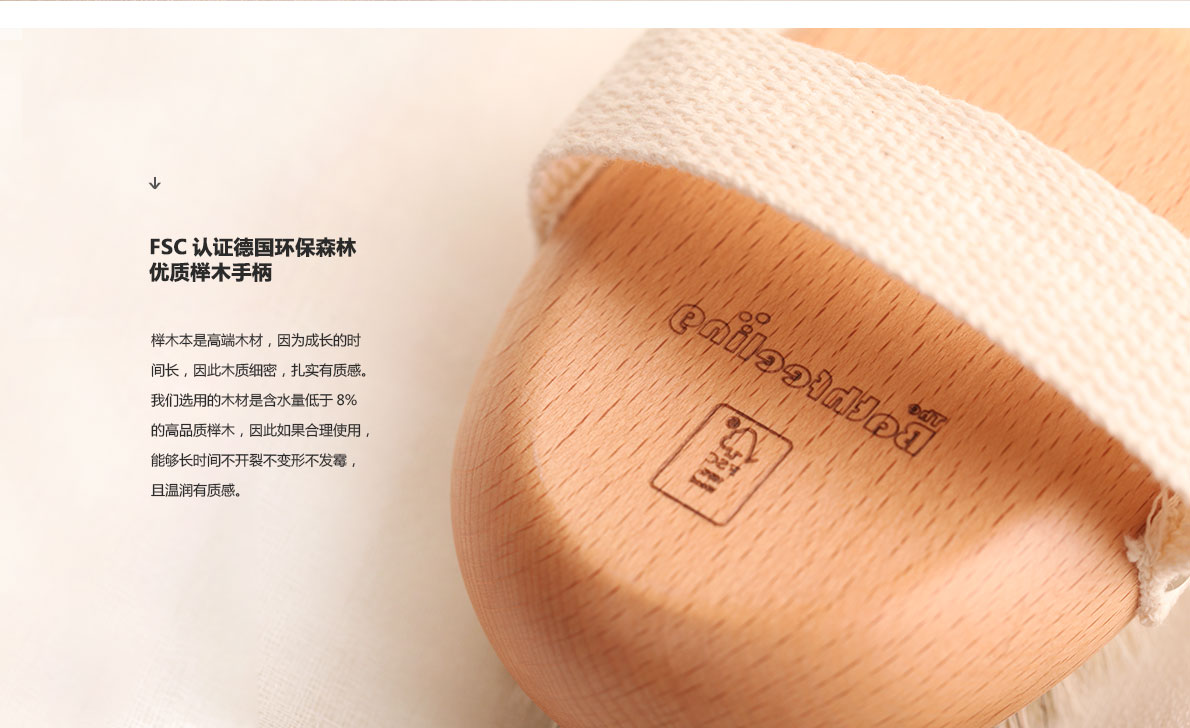 FSC 认证德国环保森林
优质榉木手柄
榉木本是高端木材，因为成长的时
间长，因此木质细密，扎实有质感。
我们选用的木材是含水量低于 8%
的高品质榉木，因此如果合理使用，
能够长时间不开裂不变形不发霉，
且温润有质感。
FSC